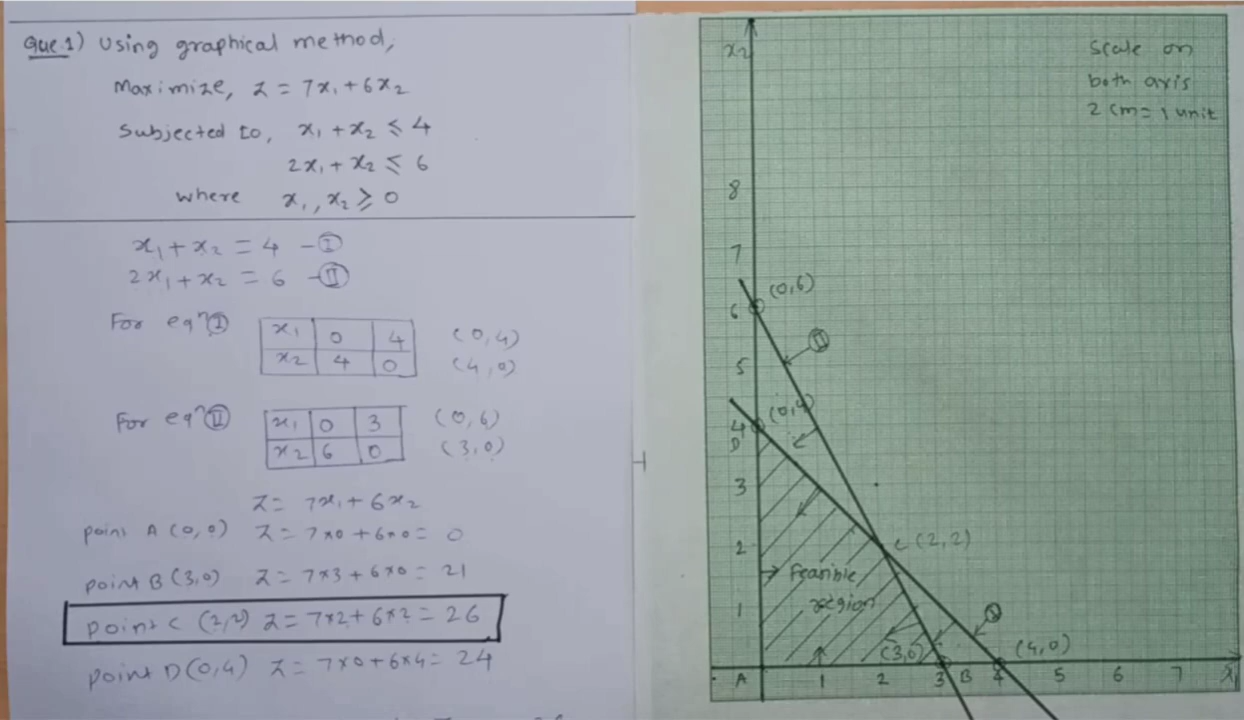 Que.1) Using graphical method,
Maximize, Z = 7x₁ + 6x₂
Subjected to, x₁ + x₂ ≤ 4
2x₁ + x₂ ≤ 6
where x₁, x₂ ≥ 0
x₁ + x₂ = 4 - Ⓘ
2x₁ + x₂ = 6 - Ⓘⓘ
For eqⁿ Ⓘ
x₁ 0 4 (0,4)
x₂ 4 0 (4,0)
For eqⁿ Ⓘⓘ
x₁ 0 3 (0,6)
x₂ 6 0 (3,0)
Z = 7x₁ + 6x₂
point A (0,0) Z = 7×0 + 6×0 = 0
point B (3,0) Z = 7×3 + 6×0 = 21
point C (2,2) Z = 7×2 + 6×2 = 26
point D (0,4) Z = 7×0 + 6×4 = 24
x₂
Scale on
both axis
2 cm = 1 unit
8
7
6 (0,6)
II
5
4 (0,4)
D
3
2 C (2,2)
Feasible
region
1
I
(3,0) (4,0)
A 1 2 3 B 4 5 6 7 x₁